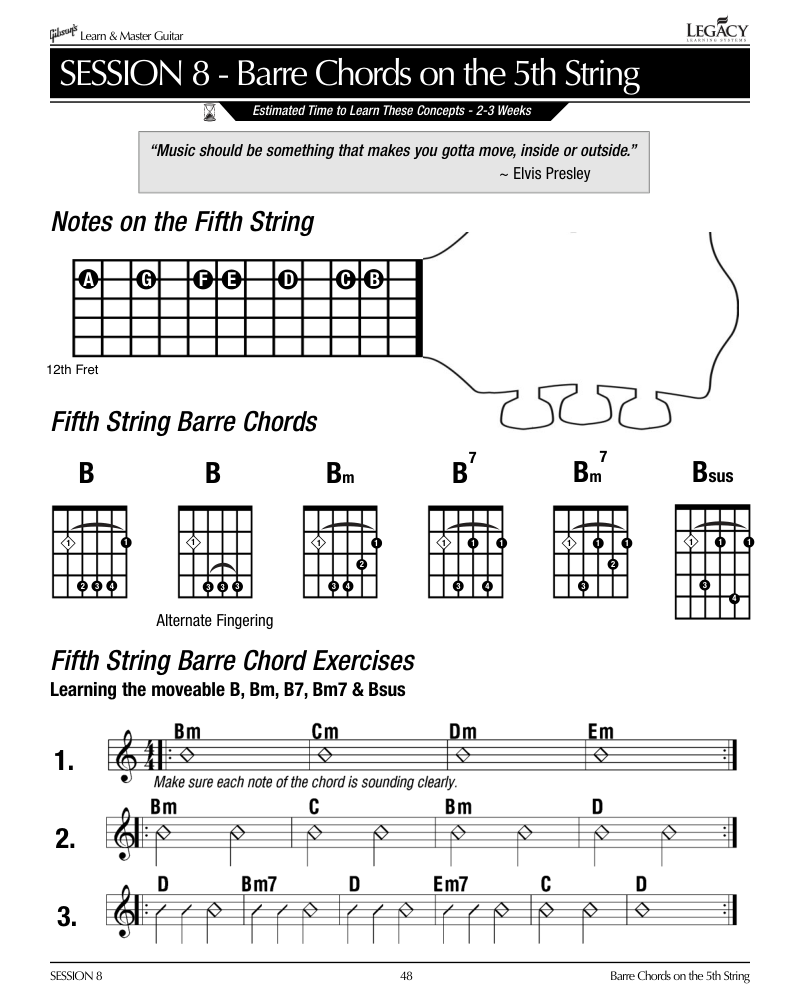 Gibson's Learn & Master Guitar
LEGACY
LEARNING SYSTEMS
SESSION 8 - Barre Chords on the 5th String
Estimated Time to Learn These Concepts - 2-3 Weeks
“Music should be something that makes you gotta move, inside or outside.”
~ Elvis Presley
Notes on the Fifth String
A G F E D C B
12th Fret
Fifth String Barre Chords
B B Bm B7 Bm7 Bsus
1 1 1 1 1 1 1 1 1 1 1 1 1
2 2
2 3 4 3 3 3 3 4 3 4 3 3
4
Alternate Fingering
Fifth String Barre Chord Exercises
Learning the moveable B, Bm, B7, Bm7 & Bsus
Bm Cm Dm Em
1. 4 4
Make sure each note of the chord is sounding clearly.
Bm C Bm D
2.
D Bm7 D Em7 C D
3.
SESSION 8 48 Barre Chords on the 5th String